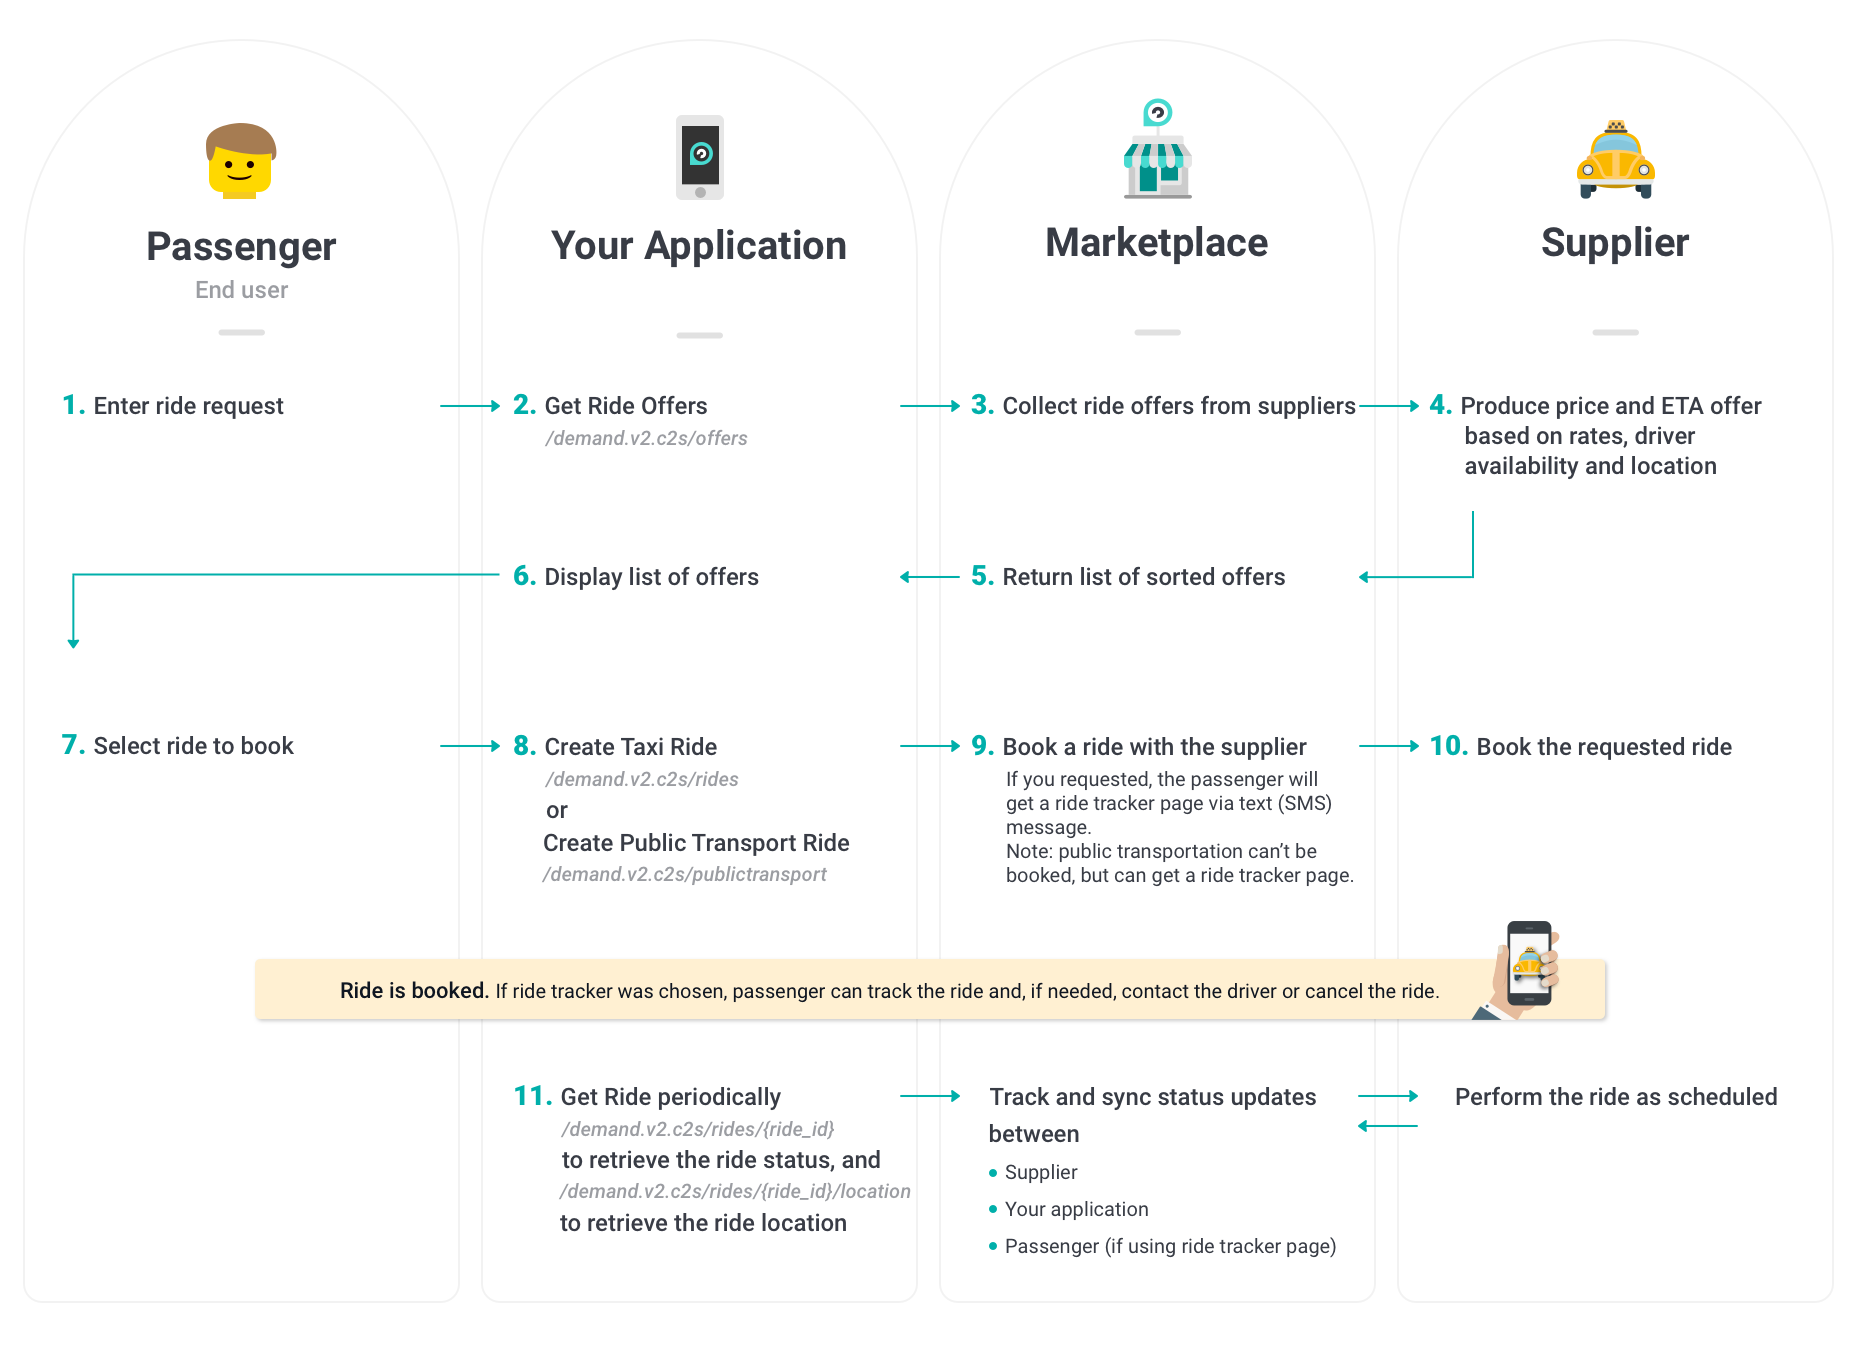 Passenger
End user
Your Application
Marketplace
Supplier
1. Enter ride request
2. Get Ride Offers
/demand.v2.c2s/offers
3. Collect ride offers from suppliers
4. Produce price and ETA offer
based on rates, driver
availability and location
6. Display list of offers
5. Return list of sorted offers
7. Select ride to book
8. Create Taxi Ride
/demand.v2.c2s/rides
or
Create Public Transport Ride
/demand.v2.c2s/publictransport
9. Book a ride with the supplier
If you requested, the passenger will
get a ride tracker page via text (SMS)
message.
Note: public transportation can’t be
booked, but can get a ride tracker page.
10. Book the requested ride
Ride is booked. If ride tracker was chosen, passenger can track the ride and, if needed, contact the driver or cancel the ride.
11. Get Ride periodically
/demand.v2.c2s/rides/{ride_id}
to retrieve the ride status, and
/demand.v2.c2s/rides/{ride_id}/location
to retrieve the ride location
Track and sync status updates
between
• Supplier
• Your application
• Passenger (if using ride tracker page)
Perform the ride as scheduled